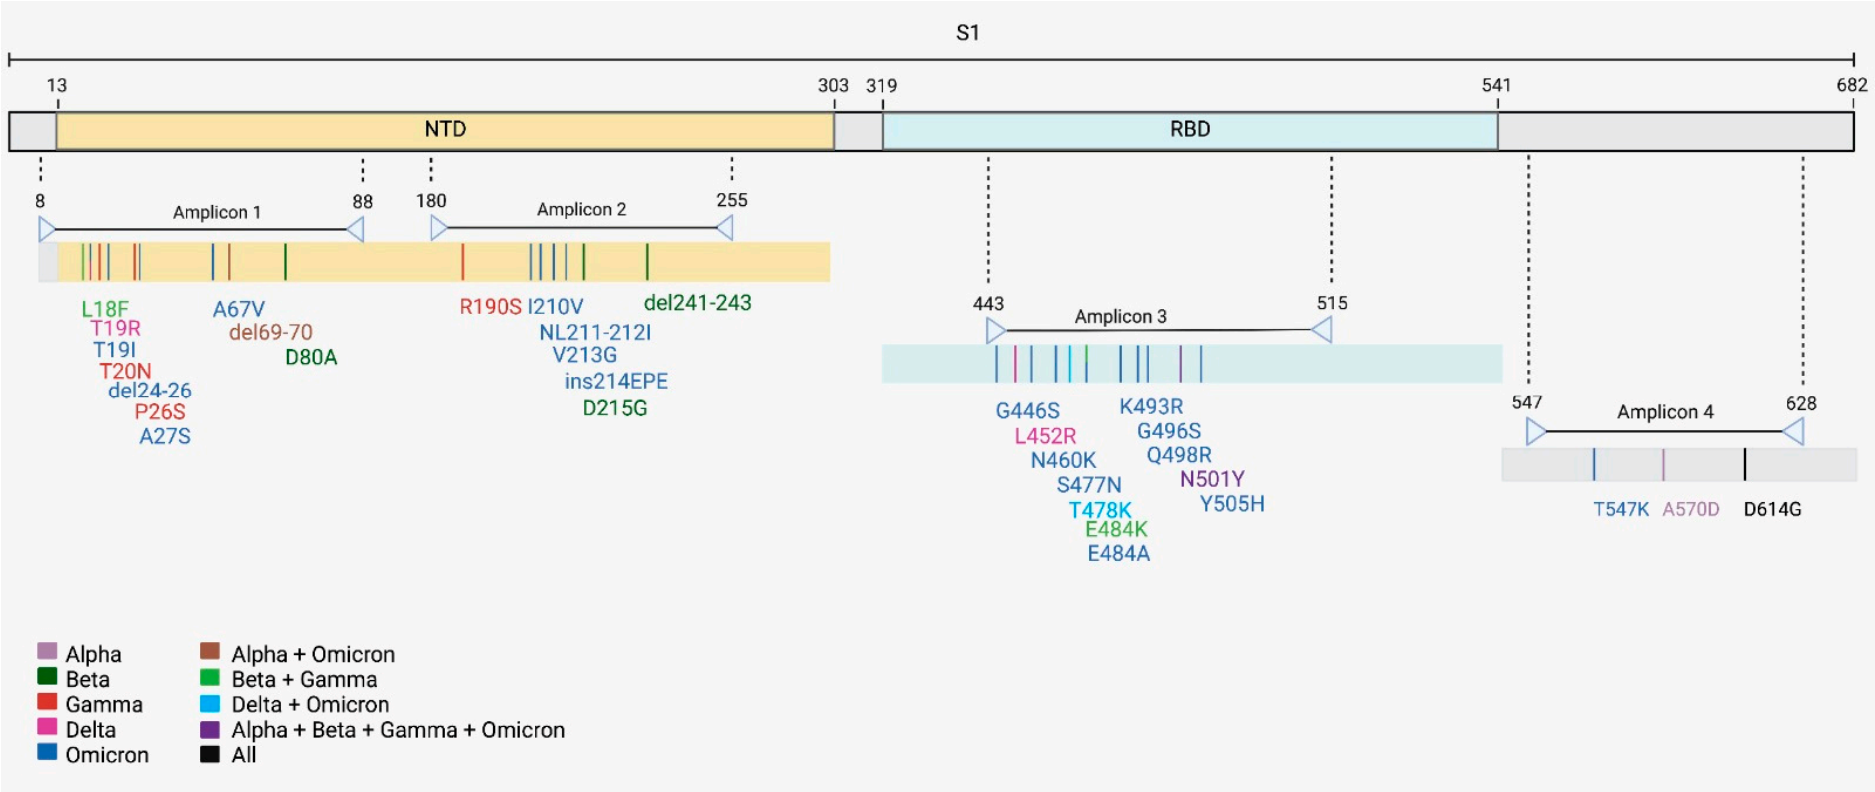 S1
13 303 319 541 682
NTD RBD
8 88 180 255
Amplicon 1 Amplicon 2
L18F
T19R
T19I
T20N
del24-26
P26S
A27S
A67V
del69-70
D80A
R190S I210V
NL211-212I
V213G
ins214EPE
D215G
del241-243
443 515
Amplicon 3
G446S
L452R
N460K
S477N
T478K
E484K
E484A
K493R
G496S
Q498R
N501Y
Y505H
547 628
Amplicon 4
T547K A570D D614G
Alpha
Beta
Gamma
Delta
Omicron
Alpha + Omicron
Beta + Gamma
Delta + Omicron
Alpha + Beta + Gamma + Omicron
All